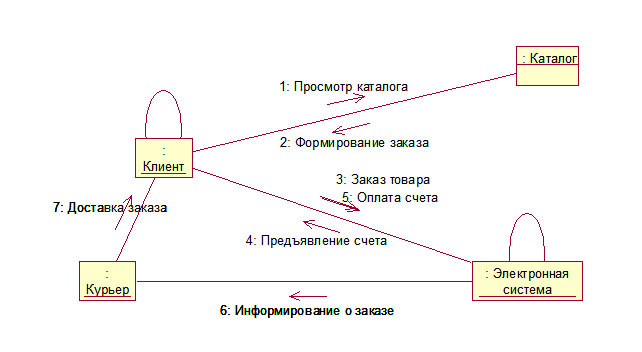 : Каталог
1: Просмотр каталога
2: Формирование заказа
:
Клиент
3: Заказ товара
5: Оплата счета
7: Доставка заказа
4: Предъявление счета
:
Курьер
: Электронная
система
6: Информирование о заказе